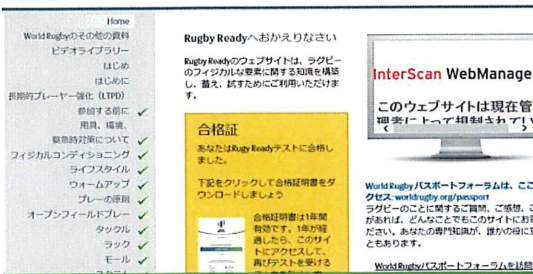 Home
World Rugbyのその他の資料
ビデオライブラリー
はじめ
はじめに
長期的プレーヤー強化 (LTPD)
参加する前に
用具、環境、
緊急時対策について
フィジカルコンディショニング
ライフスタイル
ウォームアップ
プレーの原則
オープンフィールドプレー
タックル
ラック
モール
Rugby Readyへおかえりなさい
Rugby Readyのウェブサイトは、ラグビー
のフィジカルな要素に関する知識を構築
し、蓄え、試すためにご利用いただけま
す。
合格証
あなたはRugy Readyテストに合格し
ました。
下記をクリックして合格証明書をダ
ウンロードしましょう
合格証明書は1年間
有効です。1年が経
過したら、このサイ
トにアクセスして、
再びテストを受ける
InterScan WebManage
このウェブサイトは現在管
理者によって規制されてい
World Rugby パスポートフォーラムは、ここ
クセス: worldrugby.org/passport
ラグビーのことに関するご質問、ご感想、こ
があれば、どんなことでもこのサイトにお寄
ださい。あなたの専門知識が、誰かの役に立
ともあります。
World Rugbyパスポートフォーラムを訪問